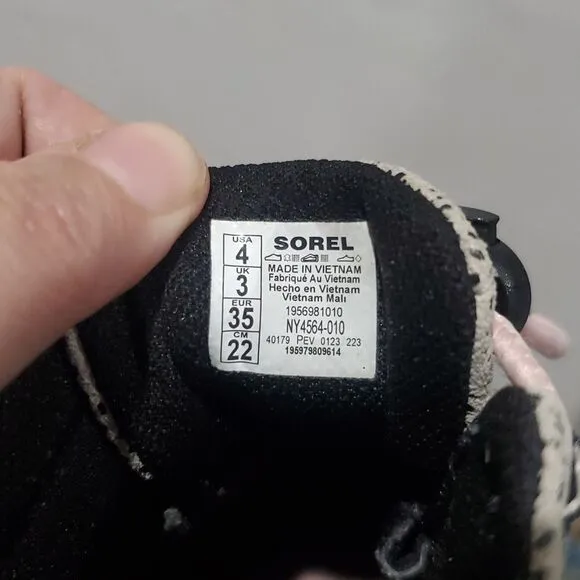 USA
4
UK
3
EUR
35
CM
22
SOREL
MADE IN VIETNAM
Fabriqué Au Vietnam
Hecho en Vietnam
Vietnam Malı
1956981010
NY4564-010
40179 PEV 0123 223
195979809614